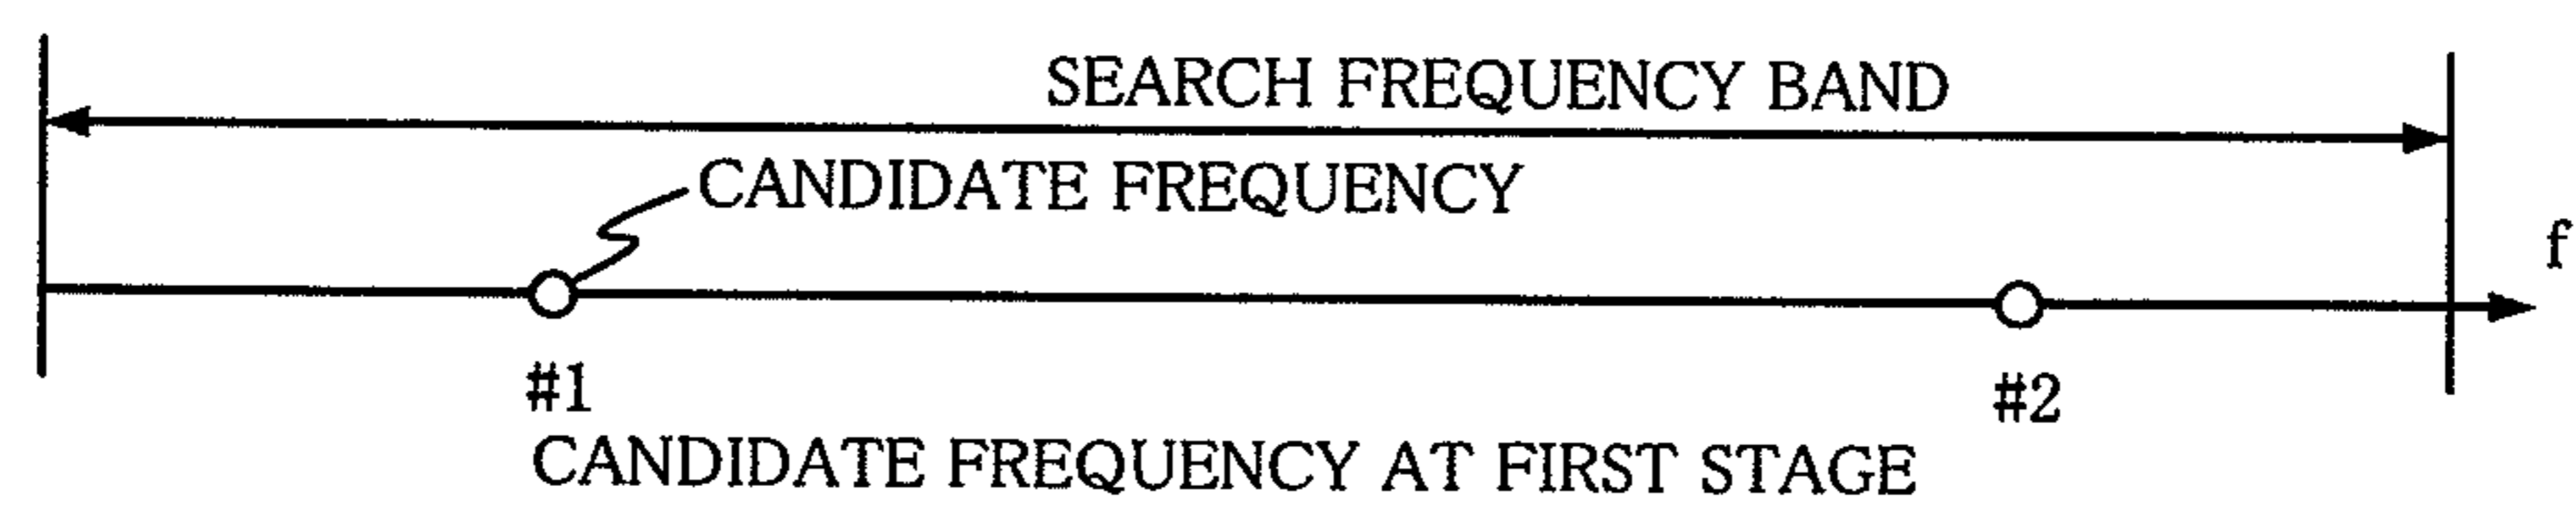 SEARCH FREQUENCY BAND
CANDIDATE FREQUENCY
f
#1
#2
CANDIDATE FREQUENCY AT FIRST STAGE